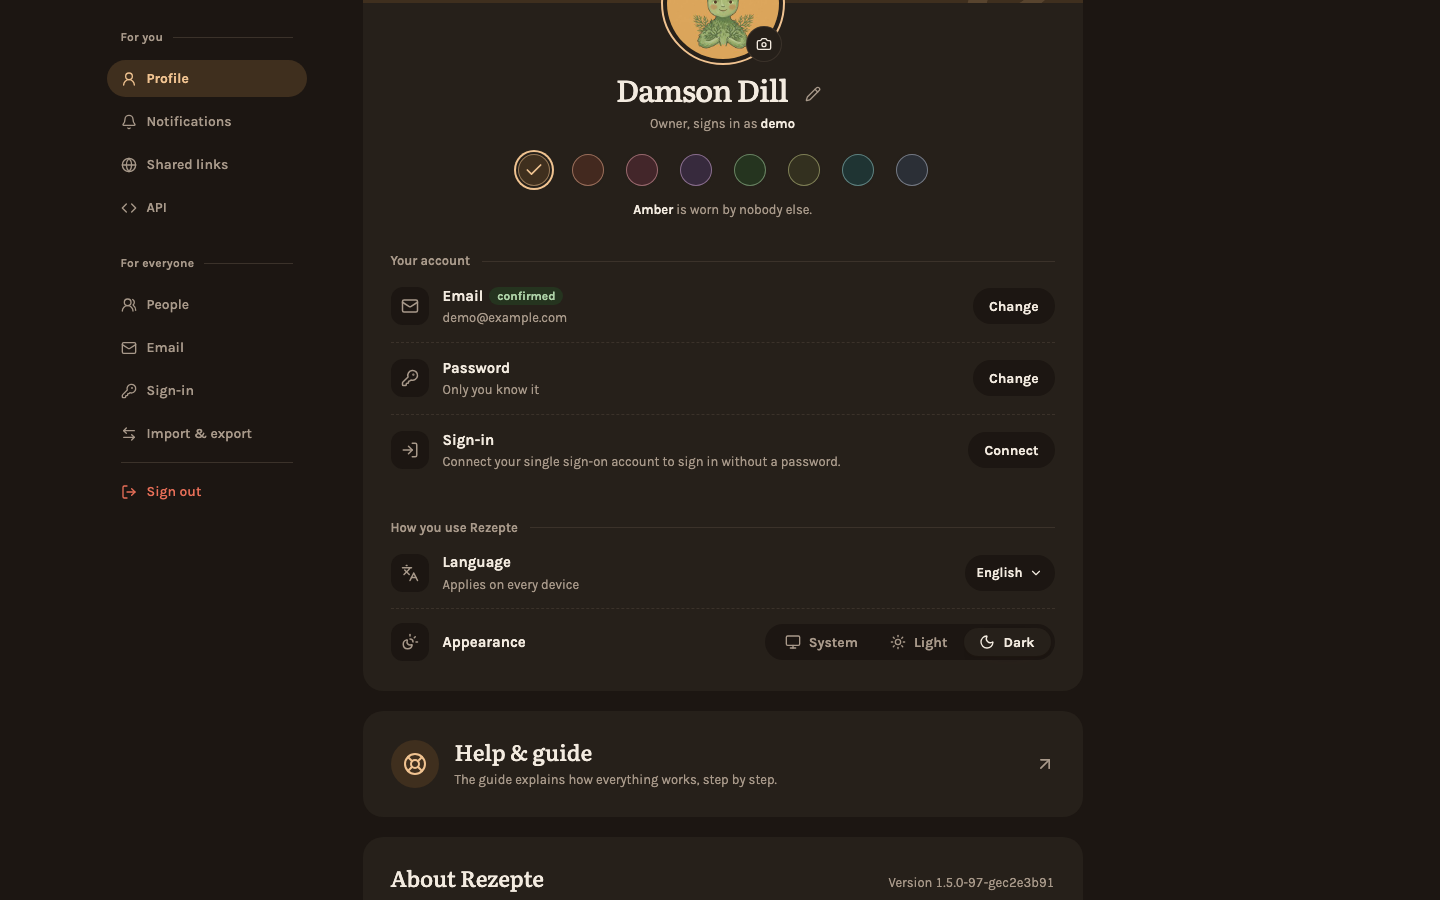 For you
Profile
Notifications
Shared links
API
For everyone
People
Email
Sign-in
Import & export
Sign out
Damson Dill
Owner, signs in as demo
Amber is worn by nobody else.
Your account
Email confirmed
demo@example.com
Change
Password
Only you know it
Change
Sign-in
Connect your single sign-on account to sign in without a password.
Connect
How you use Rezepte
Language
Applies on every device
English
Appearance
System
Light
Dark
Help & guide
The guide explains how everything works, step by step.
About Rezepte
Version 1.5.0-97-gec2e3b91